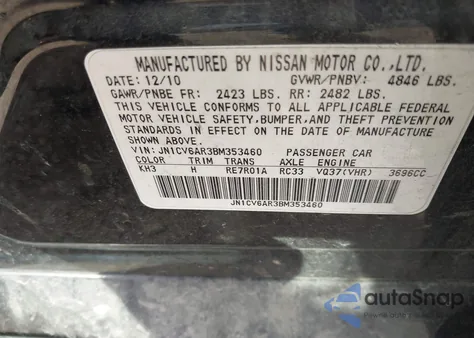 MANUFACTURED BY NISSAN MOTOR CO.,LTD.
DATE: 12/10 GVWR/PNBV: 4846 LBS.
GAWR/PNBE FR: 2423 LBS. RR: 2482 LBS.
THIS VEHICLE CONFORMS TO ALL APPLICABLE FEDERAL
MOTOR VEHICLE SAFETY, BUMPER, AND THEFT PREVENTION
STANDARDS IN EFFECT ON THE DATE OF MANUFACTURE
SHOWN ABOVE.
VIN: JN1CV6AR3BM353460 PASSENGER CAR
COLOR TRIM TRANS AXLE ENGINE
KH3 H RE7R01A RC33 VQ37(VHR) 3696CC
JN1CV6AR3BM353460
autoSnap